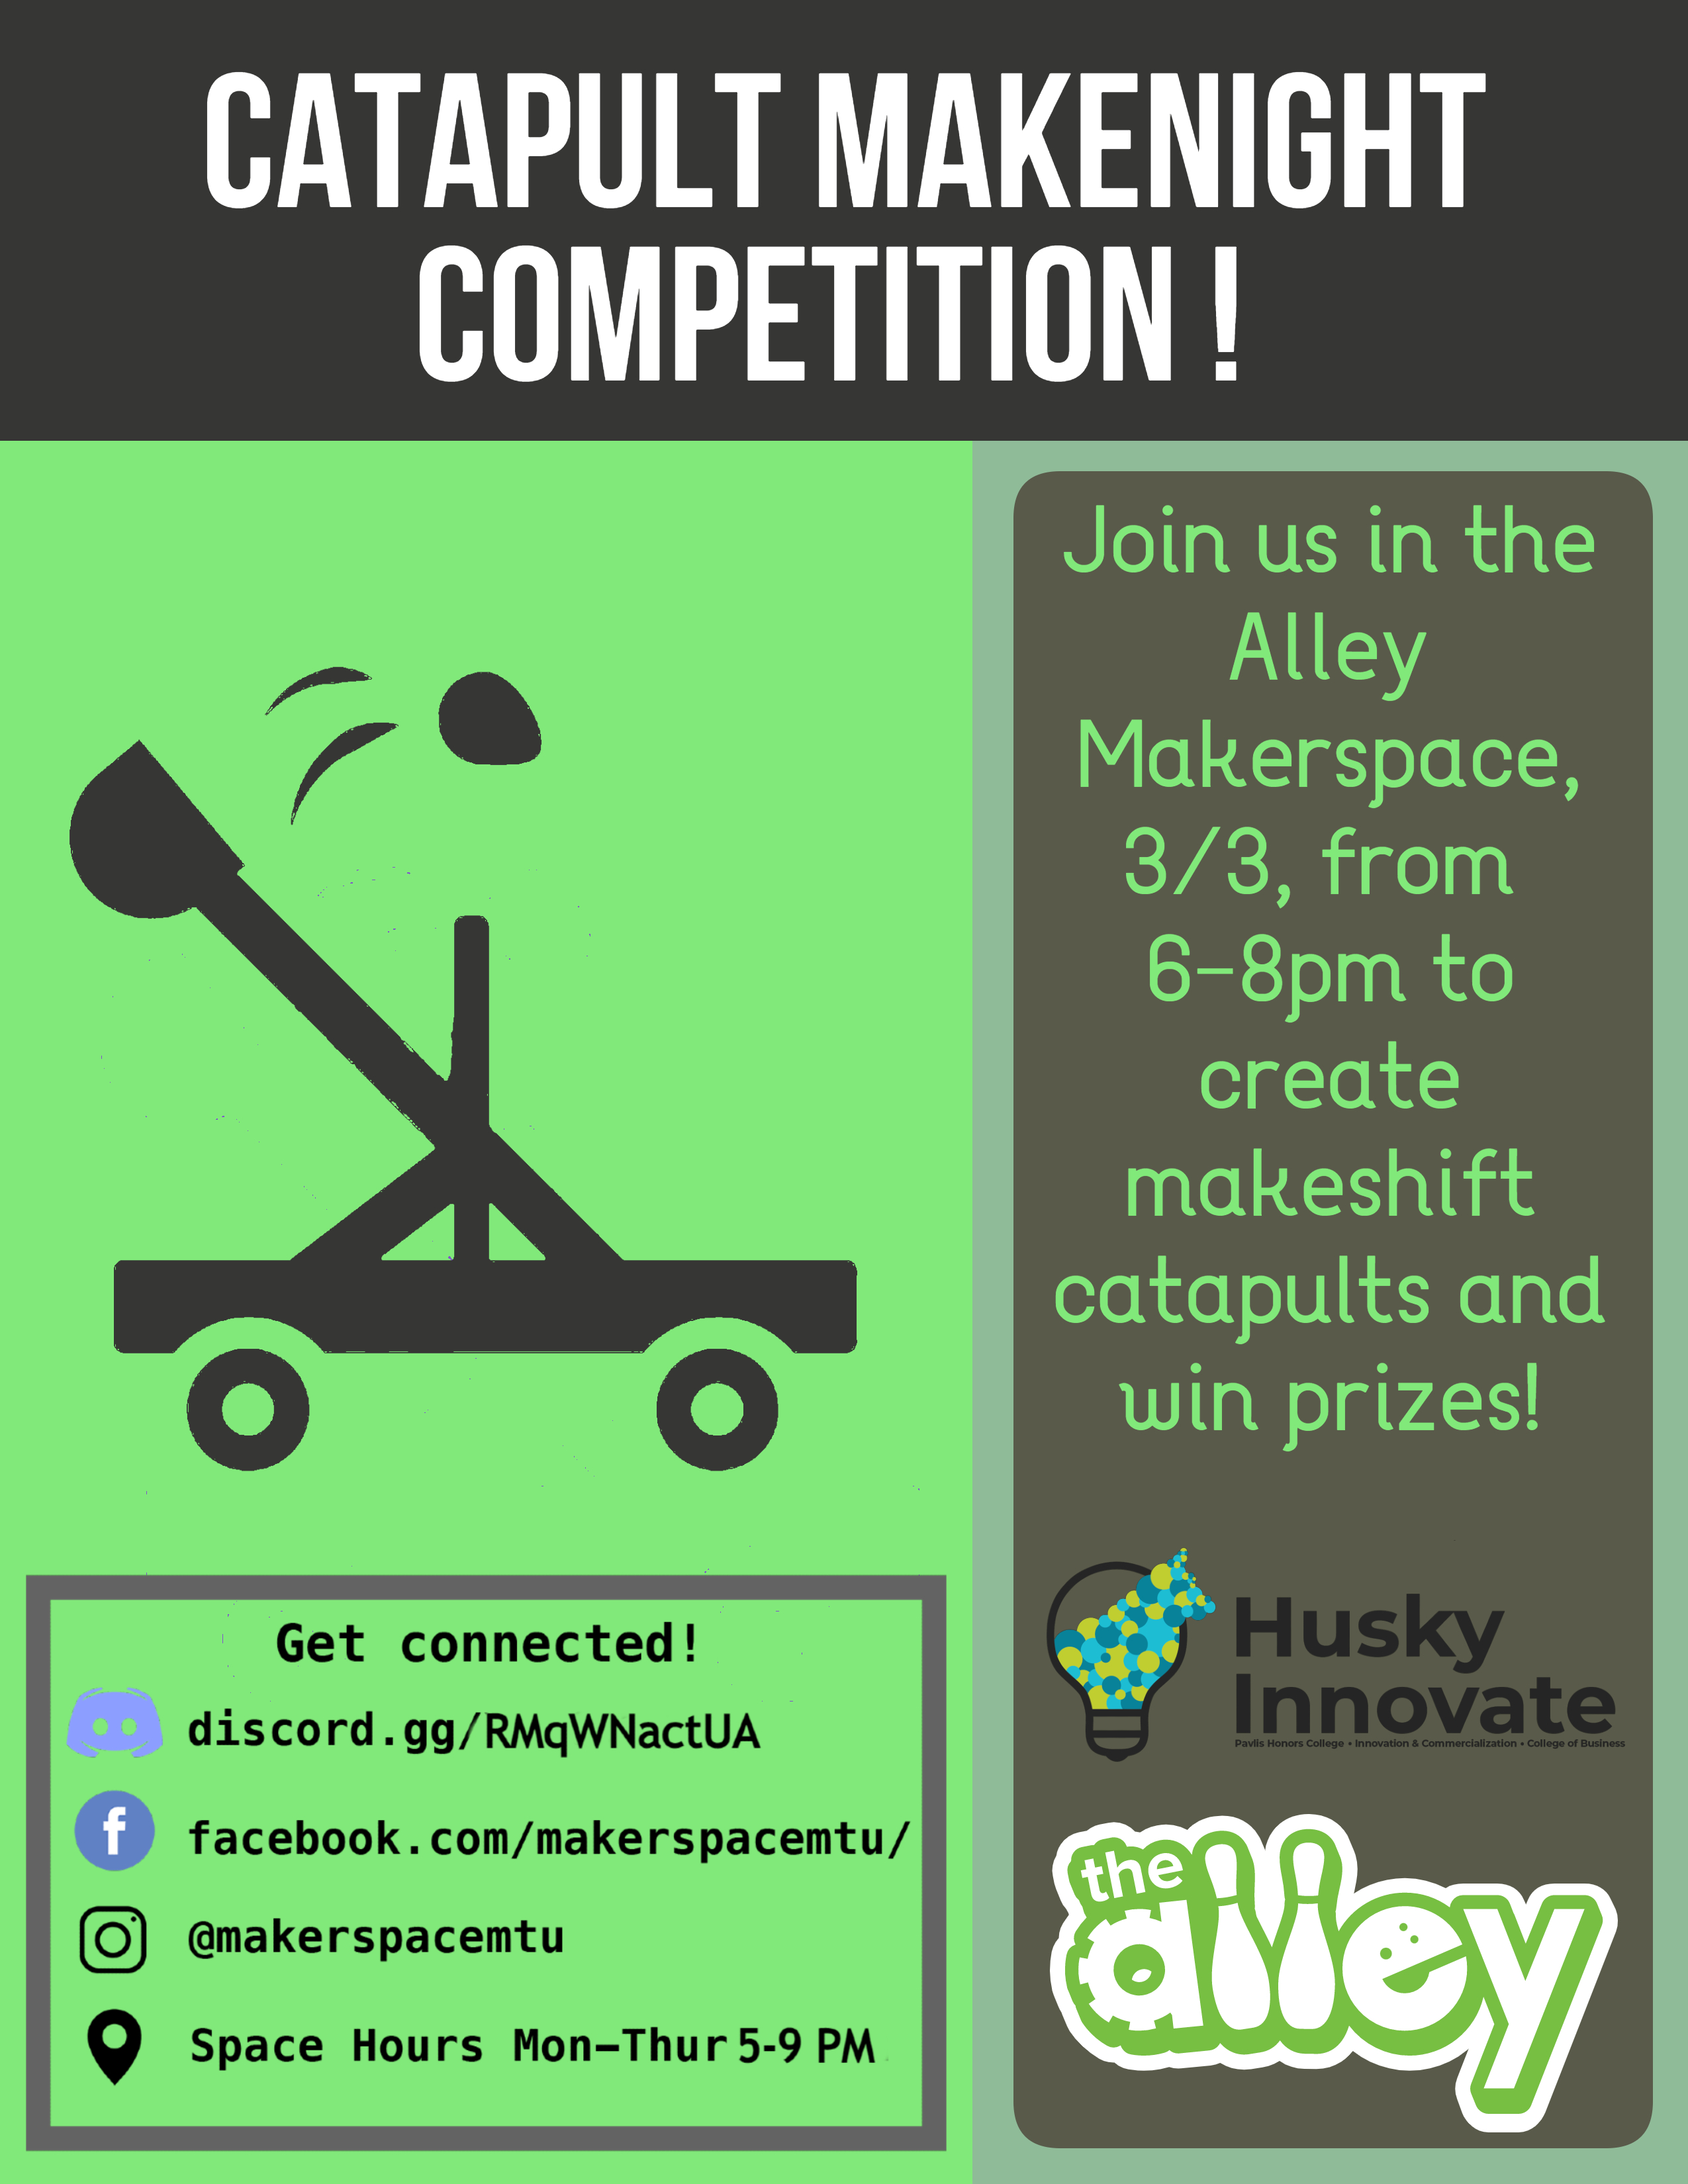 CATAPULT MAKENIGHT
COMPETITION !
Join us in the
Alley
Makerspace,
3/3, from
6-8pm to
create
makeshift
catapults and
win prizes!
Husky
Innovate
Pavlis Honors College • Innovation & Commercialization • College of Business
the
alley
Get connected!
discord.gg/RMqWNactUA
facebook.com/makerspacemtu/
@makerspacemtu
Space Hours Mon–Thur 5-9 PM